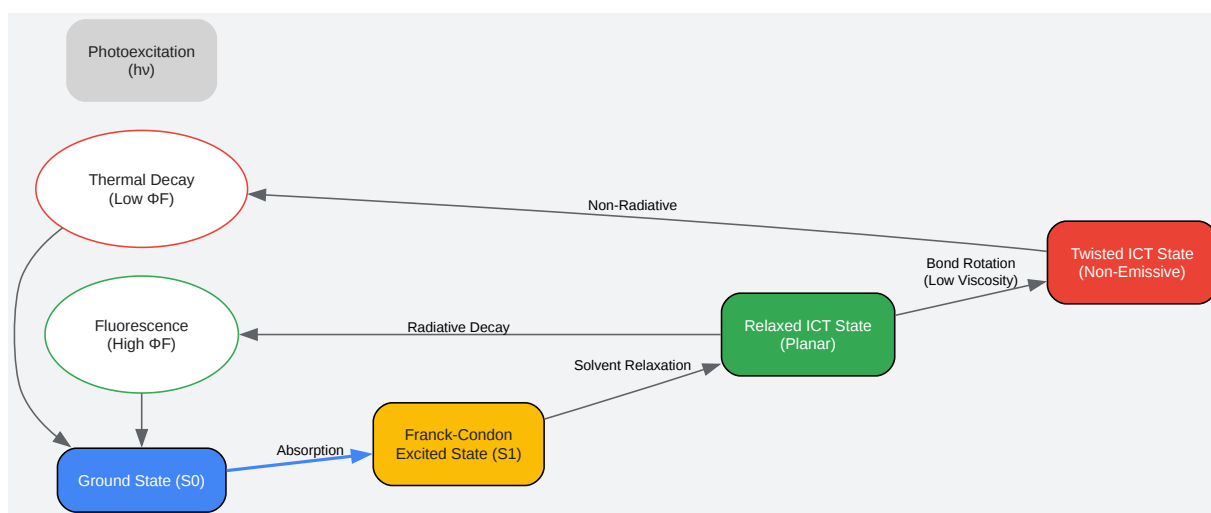 Photoexcitation
(hν)
Thermal Decay
(Low ΦF)
Non-Radiative
Twisted ICT State
(Non-Emissive)
Bond Rotation
(Low Viscosity)
Fluorescence
(High ΦF)
Radiative Decay
Relaxed ICT State
(Planar)
Solvent Relaxation
Franck-Condon
Excited State (S1)
Absorption
Ground State (S0)